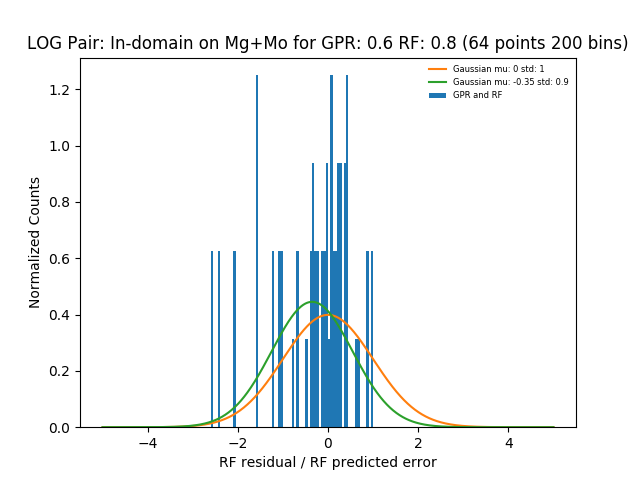 LOG Pair: In-domain on Mg+Mo for GPR: 0.6 RF: 0.8 (64 points 200 bins)
Gaussian mu: 0 std: 1
Gaussian mu: -0.35 std: 0.9
GPR and RF
1.2
1.0
0.8
0.6
0.4
0.2
0.0
Normalized Counts
−4 −2 0 2 4
RF residual / RF predicted error